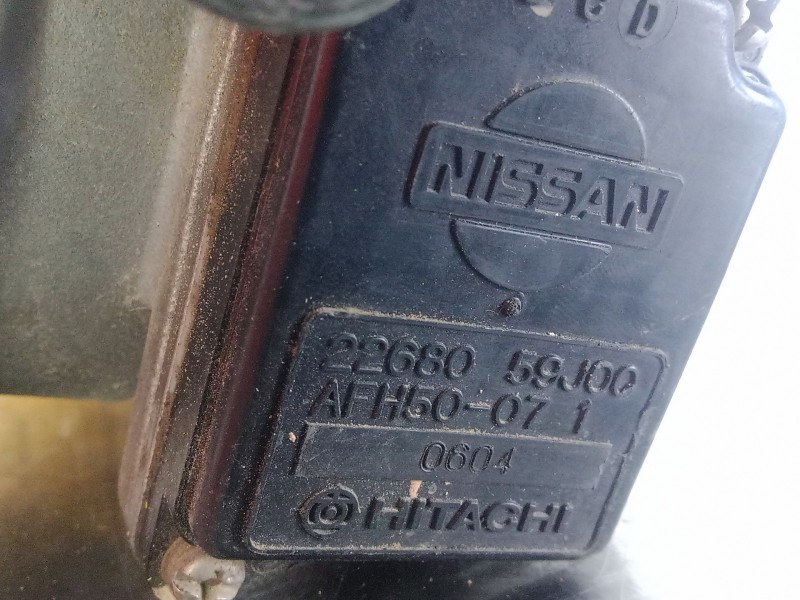 G D
NISSAN
22680 59J00
AFH50-07 1
0604
HITACHI